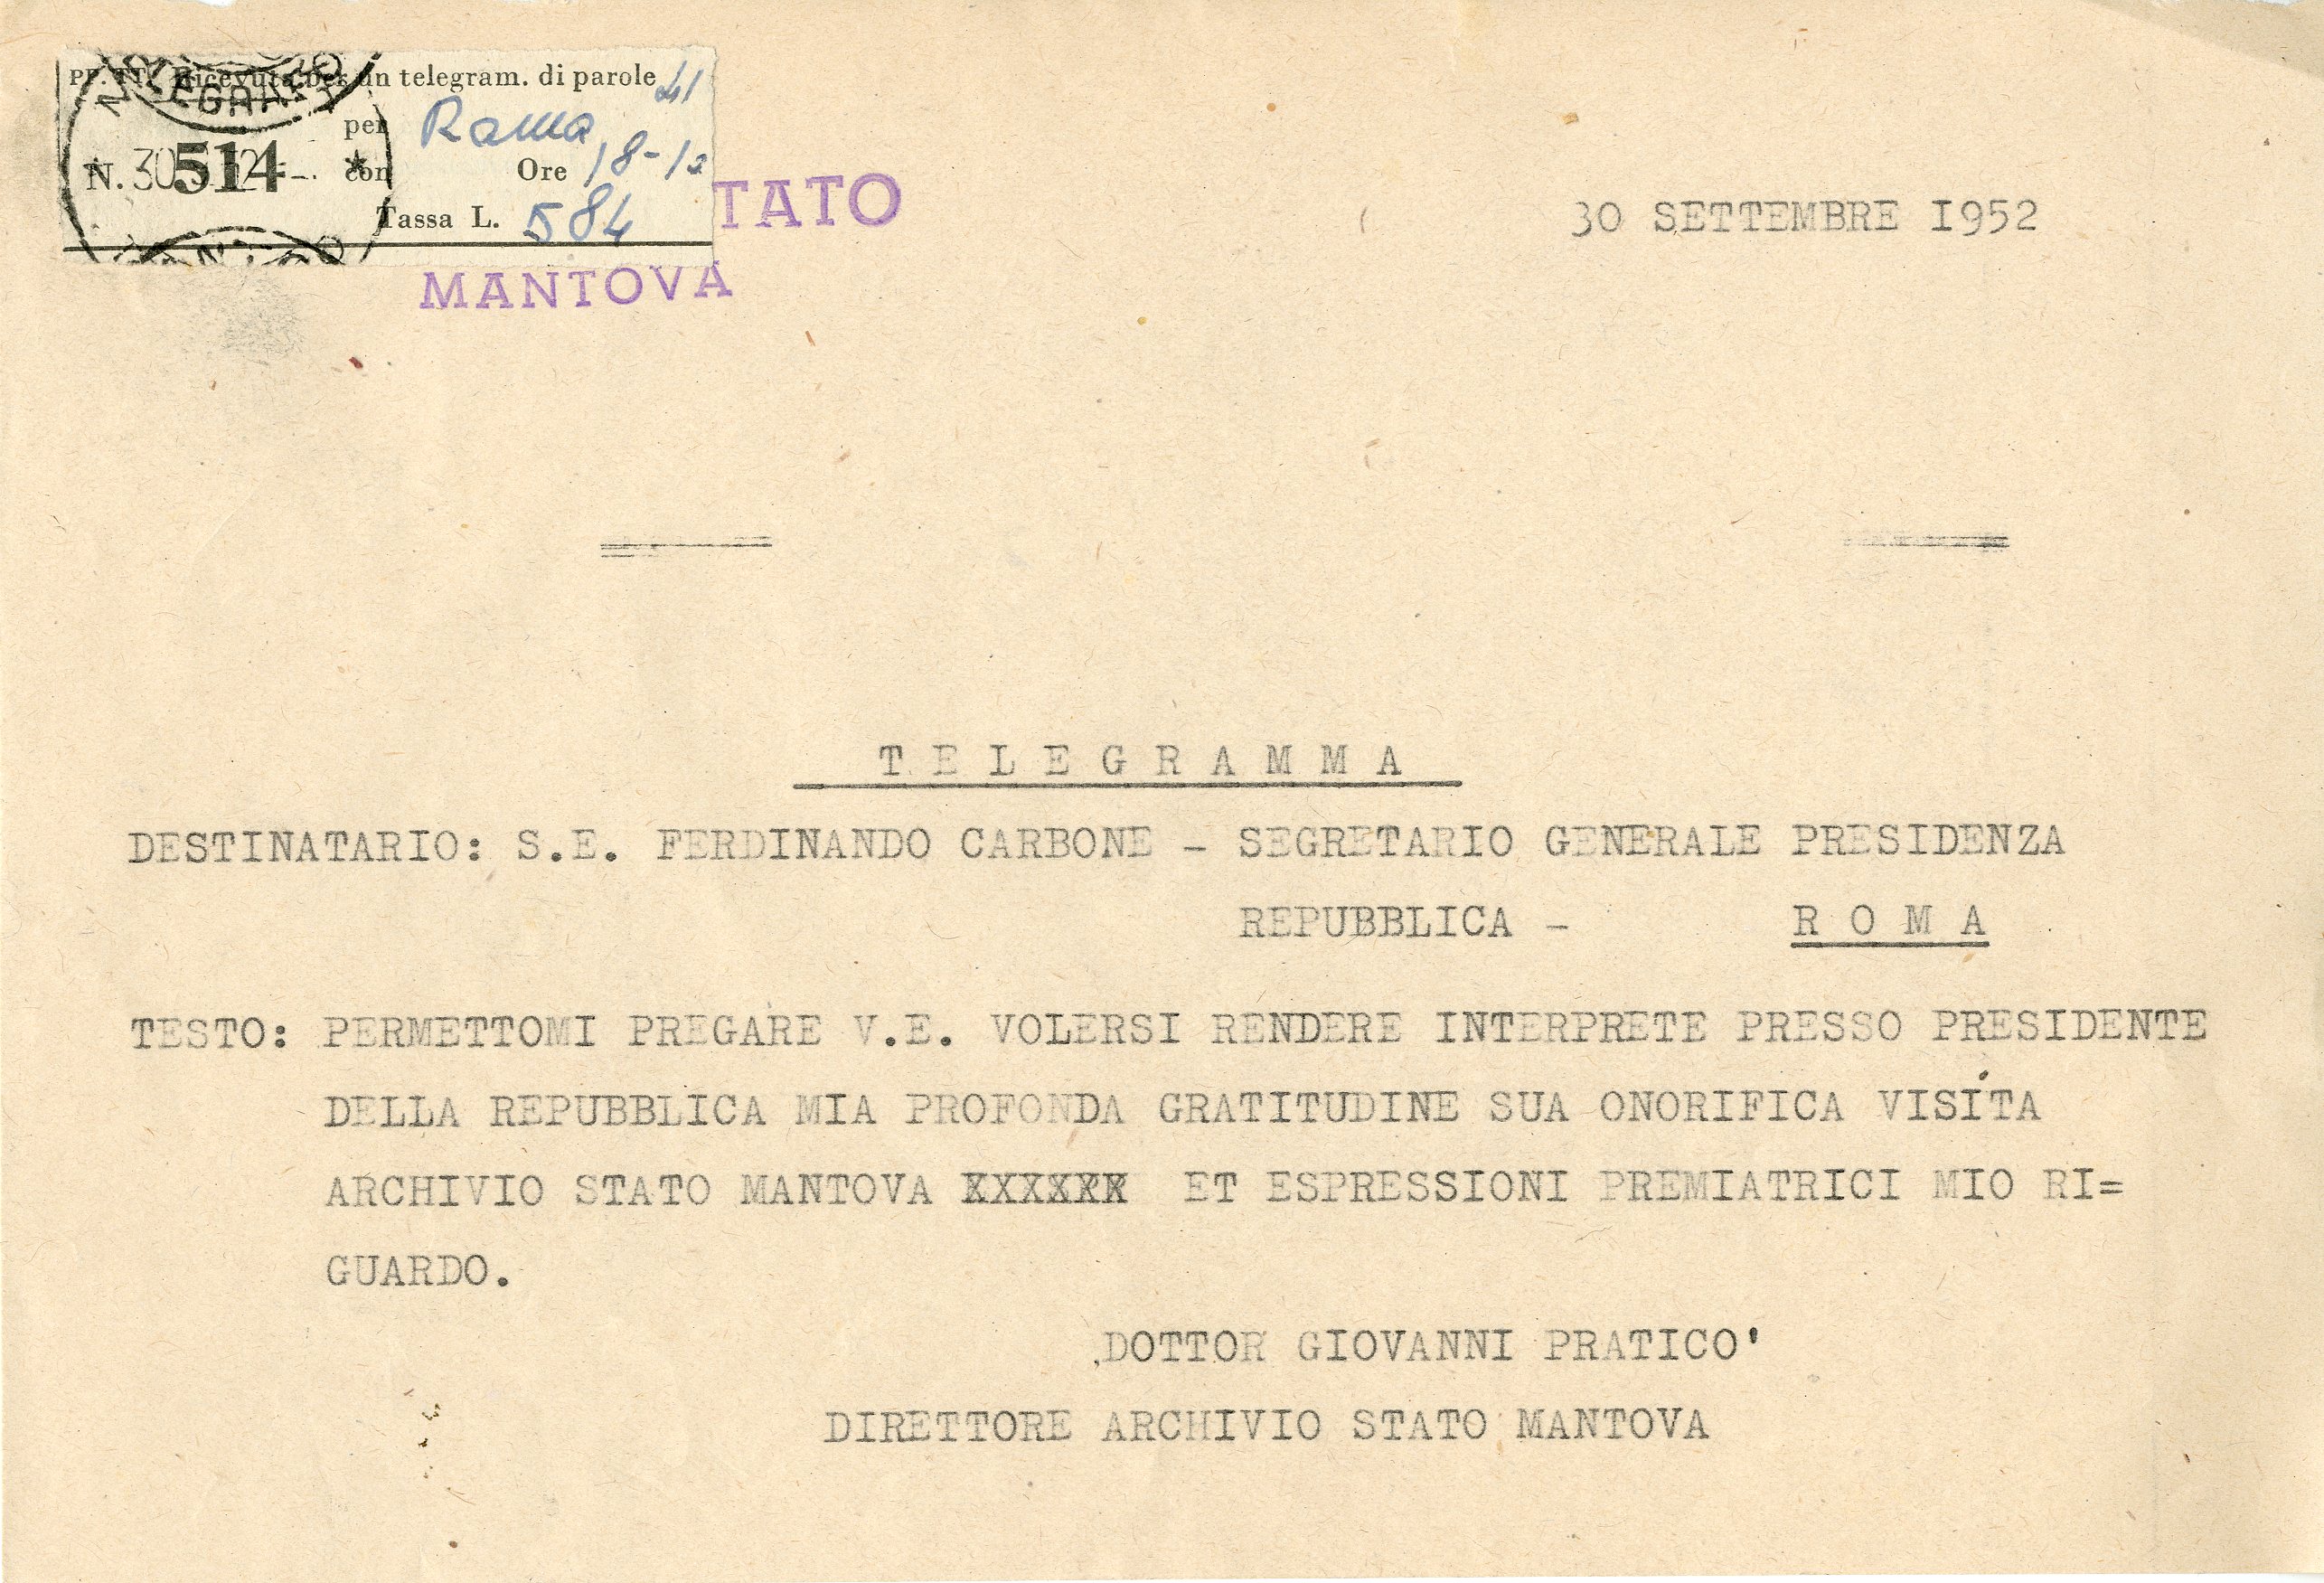 PP. TT. Ricevuta per un telegram. di parole 41
per Roma
N. 514 con Ore 18-12
Tassa L. 584
TATO
MANTOVA
30 SETTEMBRE I952
T E L E G R A M M A
DESTINATARIO: S.E. FERDINANDO CARBONE - SEGRETARIO GENERALE PRESIDENZA
REPUBBLICA - R O M A
TESTO: PERMETTOMI PREGARE V.E. VOLERSI RENDERE INTERPRETE PRESSO PRESIDENTE
DELLA REPUBBLICA MIA PROFONDA GRATITUDINE SUA ONORIFICA VISITA
ARCHIVIO STATO MANTOVA XXXXXX ET ESPRESSIONI PREMIATRICI MIO RI=
GUARDO.
DOTTOR GIOVANNI PRATICO'
DIRETTORE ARCHIVIO STATO MANTOVA